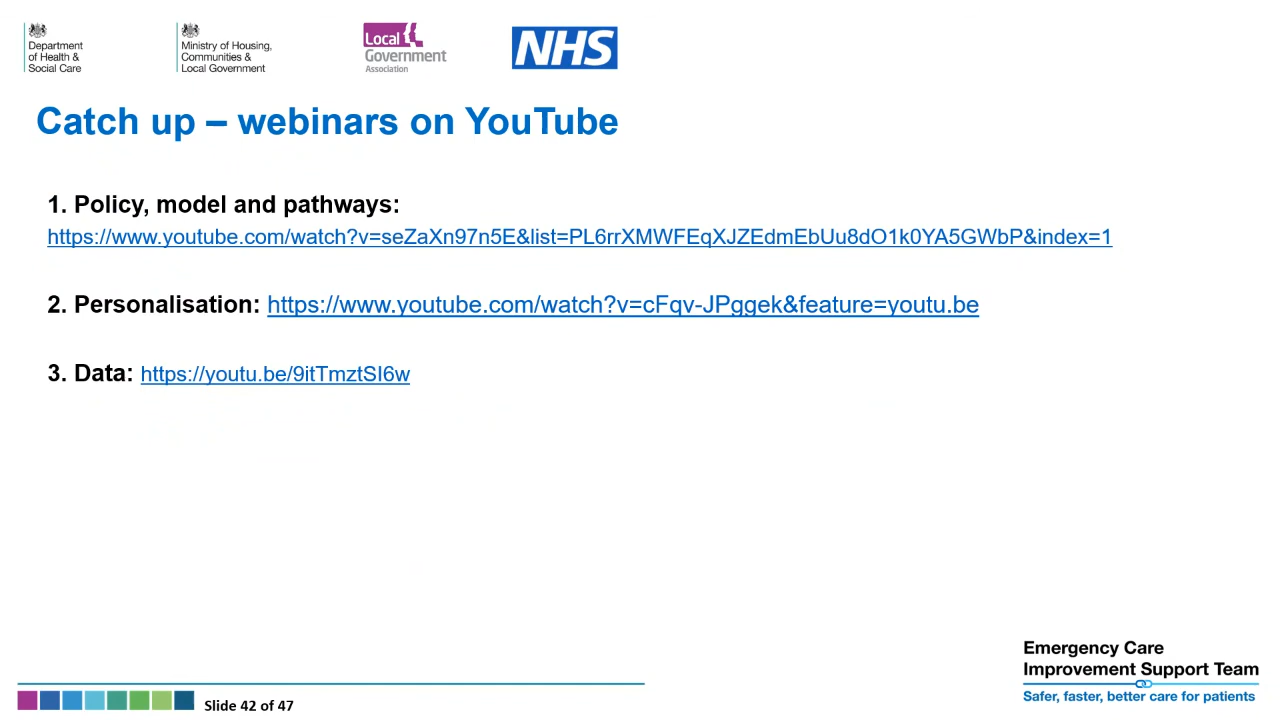 Department
of Health &
Social Care
Ministry of Housing,
Communities &
Local Government
Local
Government
Association
NHS
Catch up – webinars on YouTube
1. Policy, model and pathways:
https://www.youtube.com/watch?v=seZaXn97n5E&list=PL6rrXMWFEqXJZEdmEbUu8dO1k0YA5GWbP&index=1
2. Personalisation: https://www.youtube.com/watch?v=cFqv-JPggek&feature=youtu.be
3. Data: https://youtu.be/9itTmztSI6w
Emergency Care
Improvement Support Team
Safer, faster, better care for patients
Slide 42 of 47